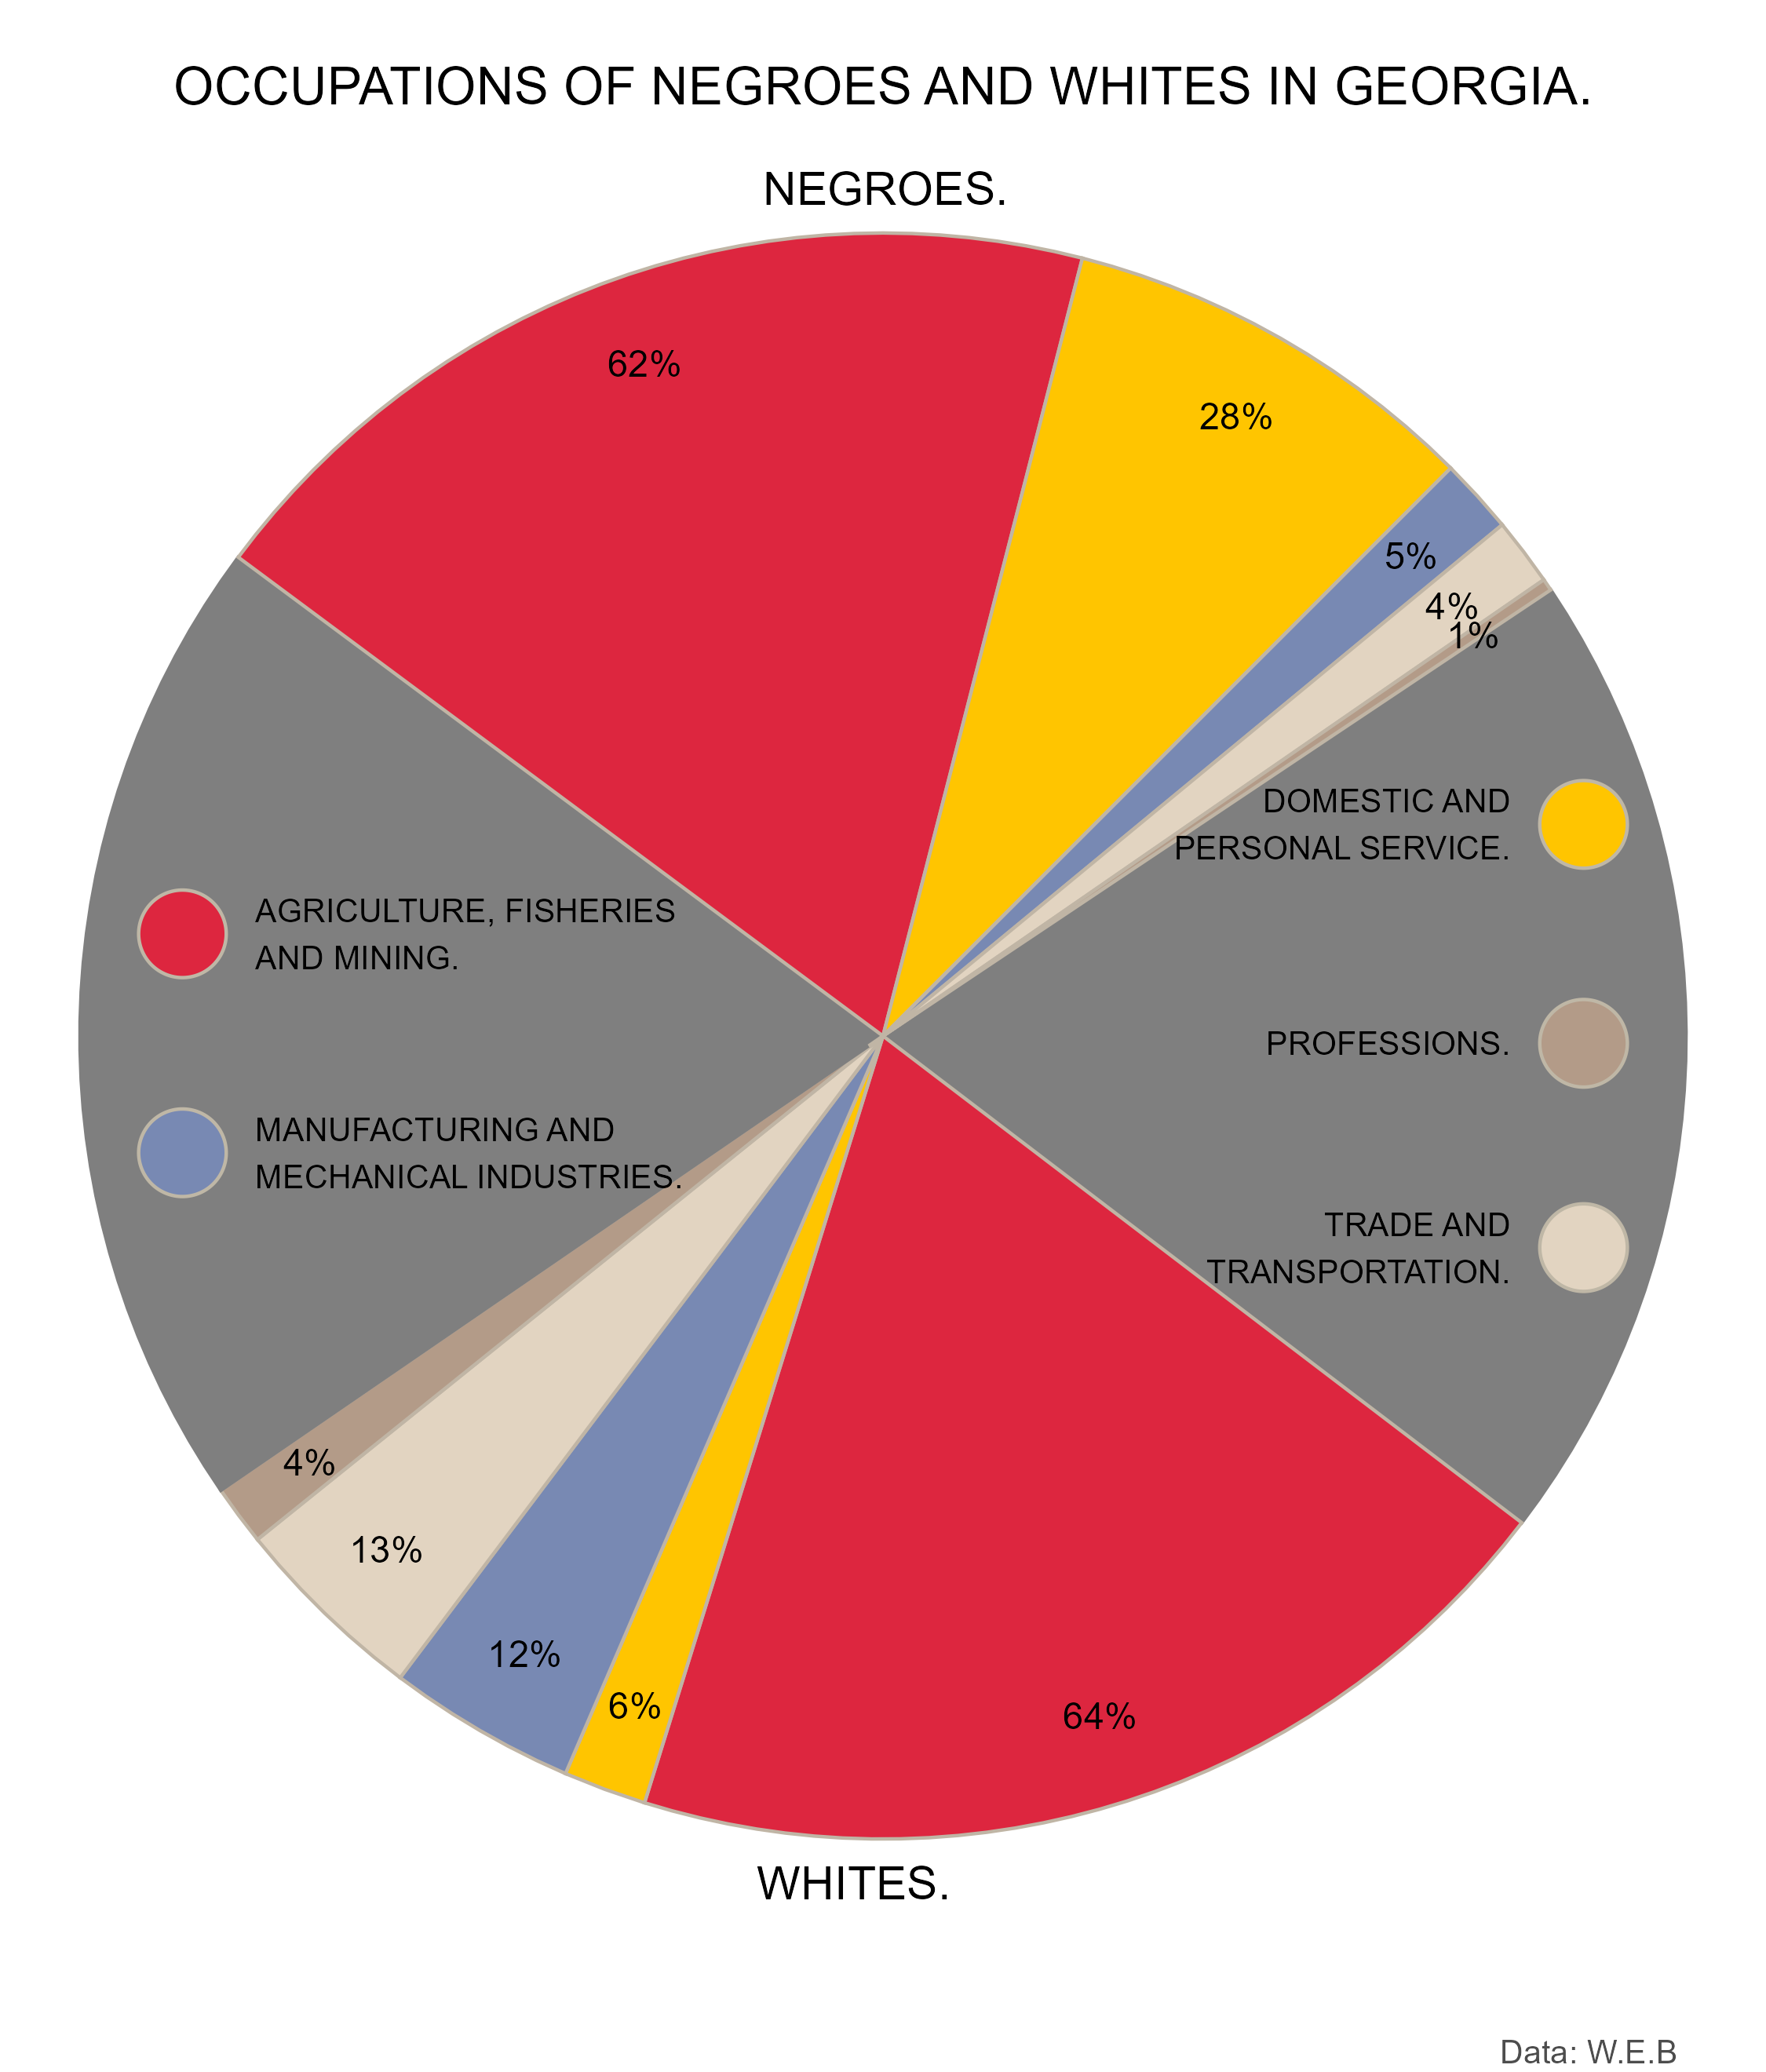 OCCUPATIONS OF NEGROES AND WHITES IN GEORGIA.
NEGROES.
62%
28%
5%
4%
1%
DOMESTIC AND
PERSONAL SERVICE.
AGRICULTURE, FISHERIES
AND MINING.
PROFESSIONS.
MANUFACTURING AND
MECHANICAL INDUSTRIES.
TRADE AND
TRANSPORTATION.
4%
13%
12%
6%
64%
WHITES.
Data: W.E.B